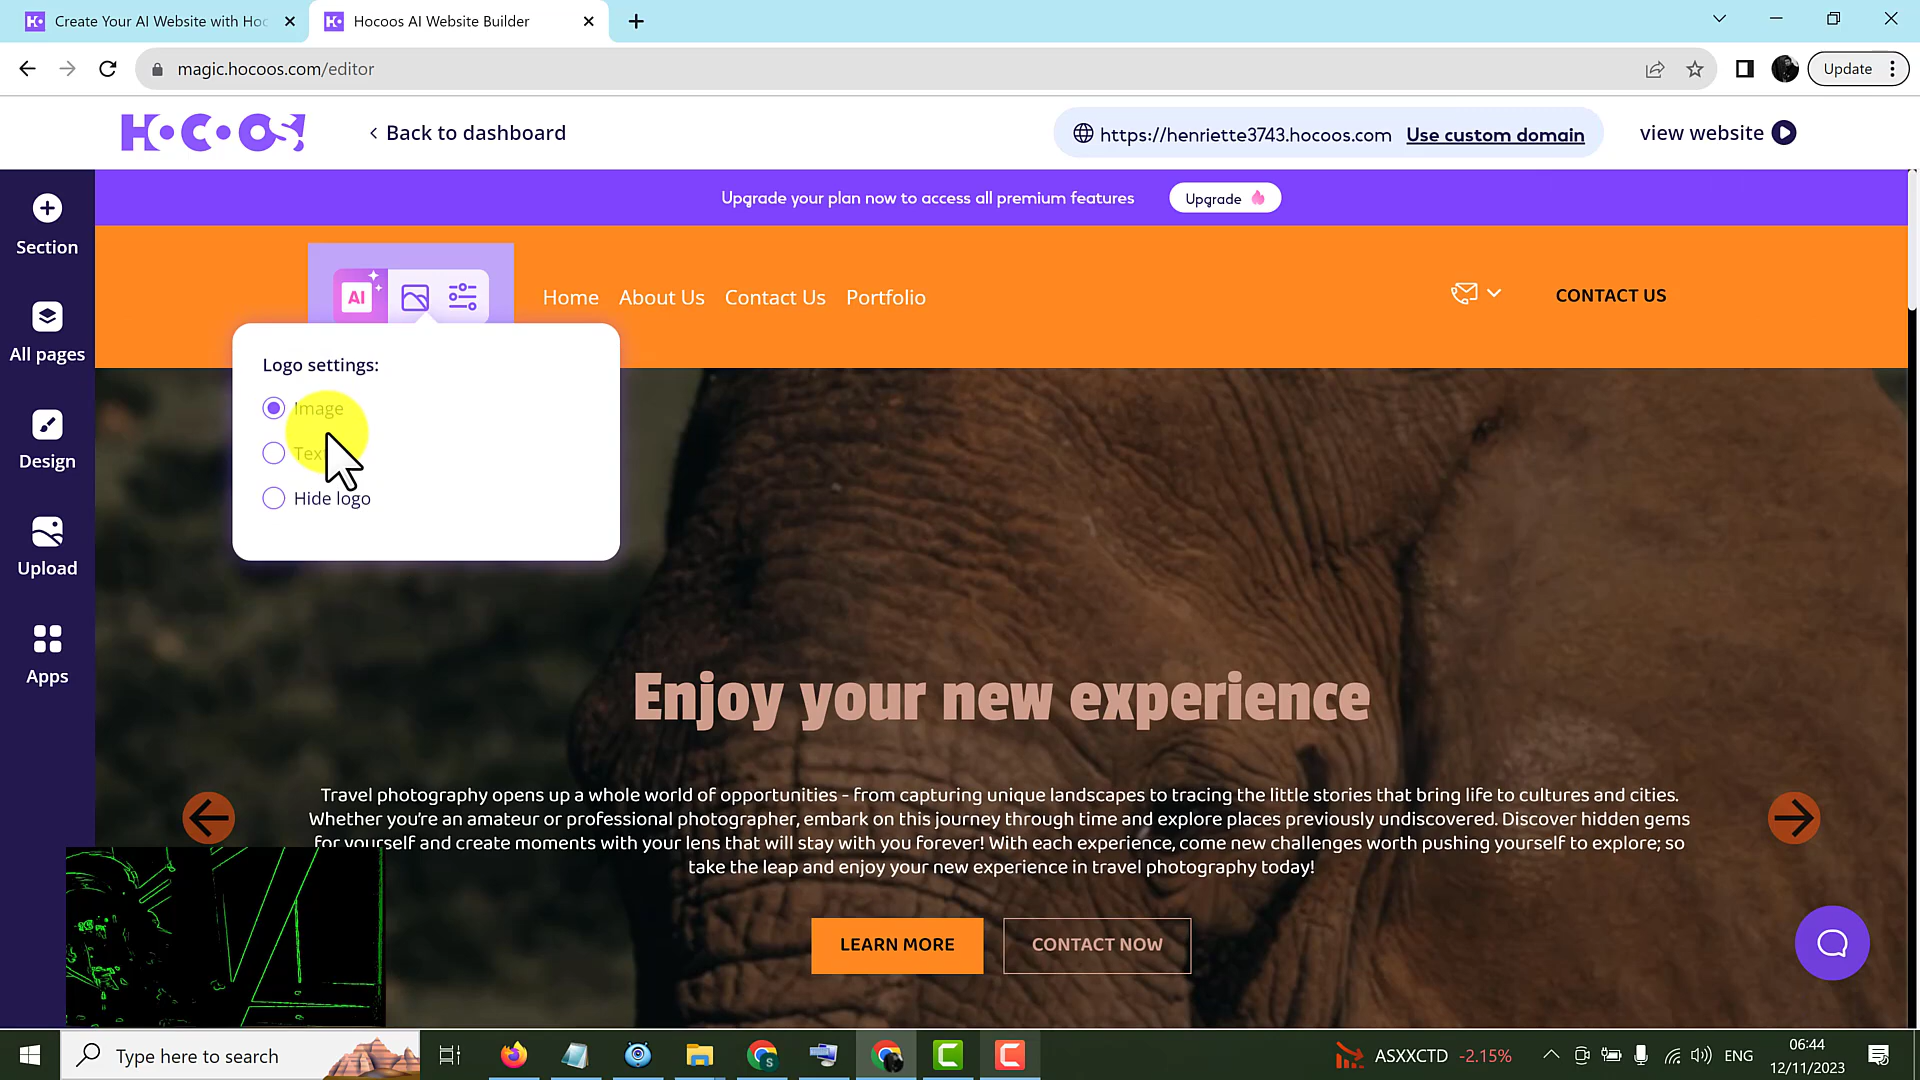 Create Your AI Website with Hoc
Hocoos AI Website Builder
magic.hocoos.com/editor
Update
HOCOOS!
Back to dashboard
https://henriette3743.hocoos.com Use custom domain
view website
Upgrade your plan now to access all premium features
Upgrade
Section
All pages
Design
Upload
Apps
AI
Home
About Us
Contact Us
Portfolio
CONTACT US
Logo settings:
Image
Tex
Hide logo
Enjoy your new experience
Travel photography opens up a whole world of opportunities - from capturing unique landscapes to tracing the little stories that bring life to cultures and cities.
Whether you're an amateur or professional photographer, embark on this journey through time and explore places previously undiscovered. Discover hidden gems
for yourself and create moments with your lens that will stay with you forever! With each experience, come new challenges worth pushing yourself to explore; so
take the leap and enjoy your new experience in travel photography today!
LEARN MORE
CONTACT NOW
Type here to search
ASXXCTD -2.15%
ENG
06:44
12/11/2023